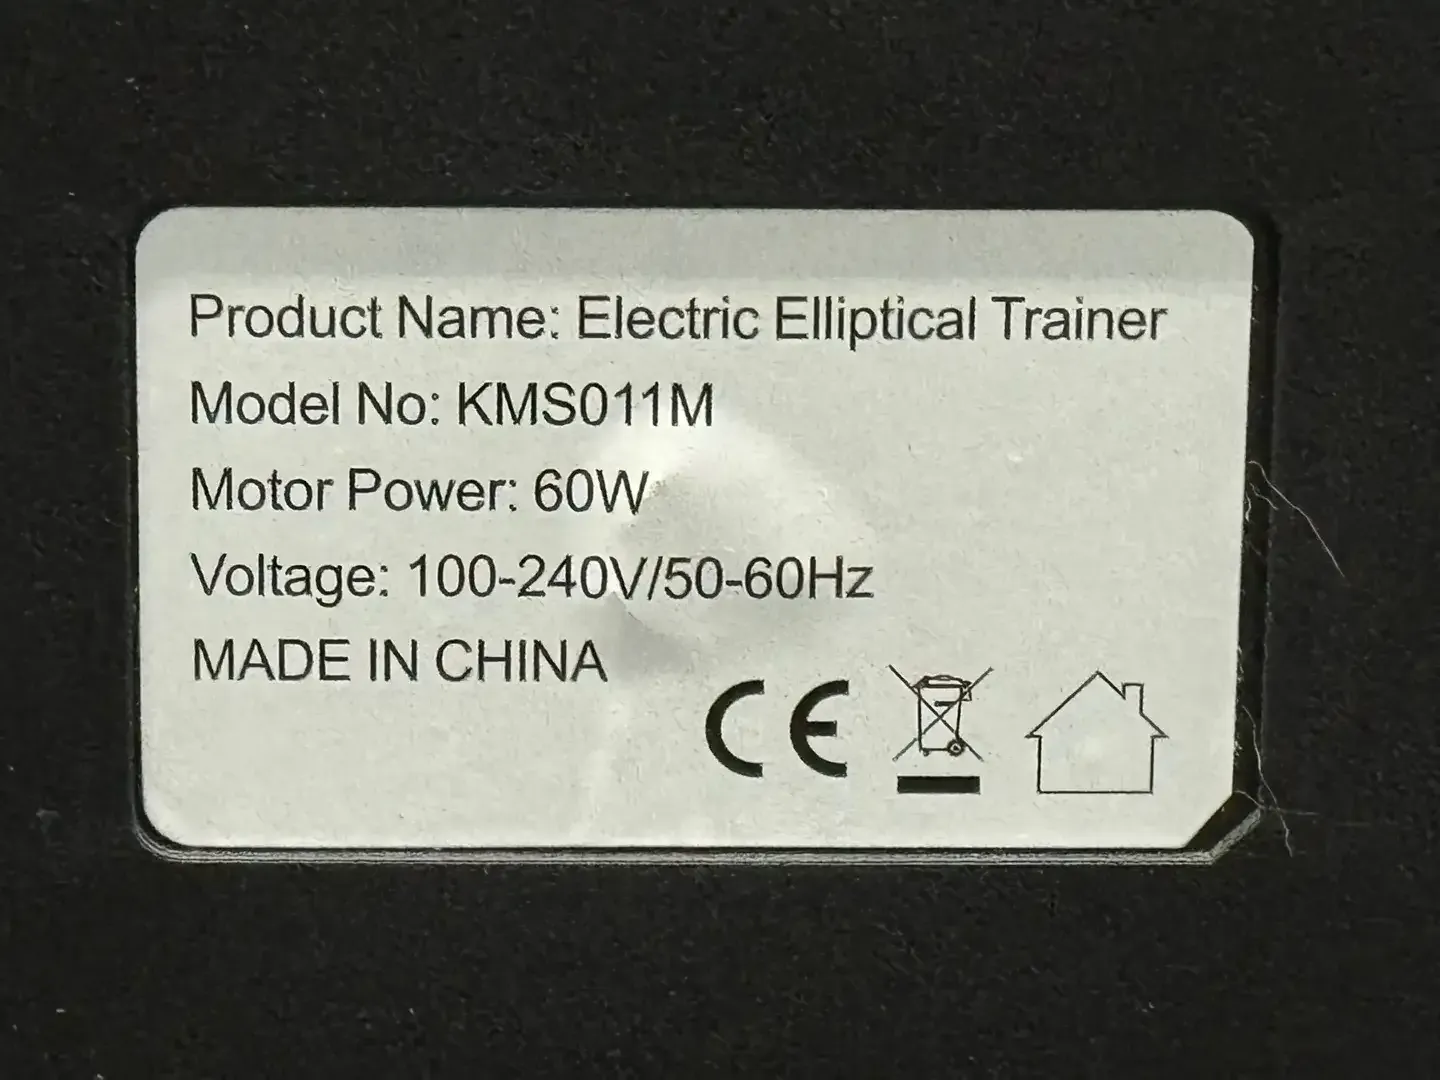 Product Name: Electric Elliptical Trainer
Model No: KMS011M
Motor Power: 60W
Voltage: 100-240V/50-60Hz
MADE IN CHINA
CE